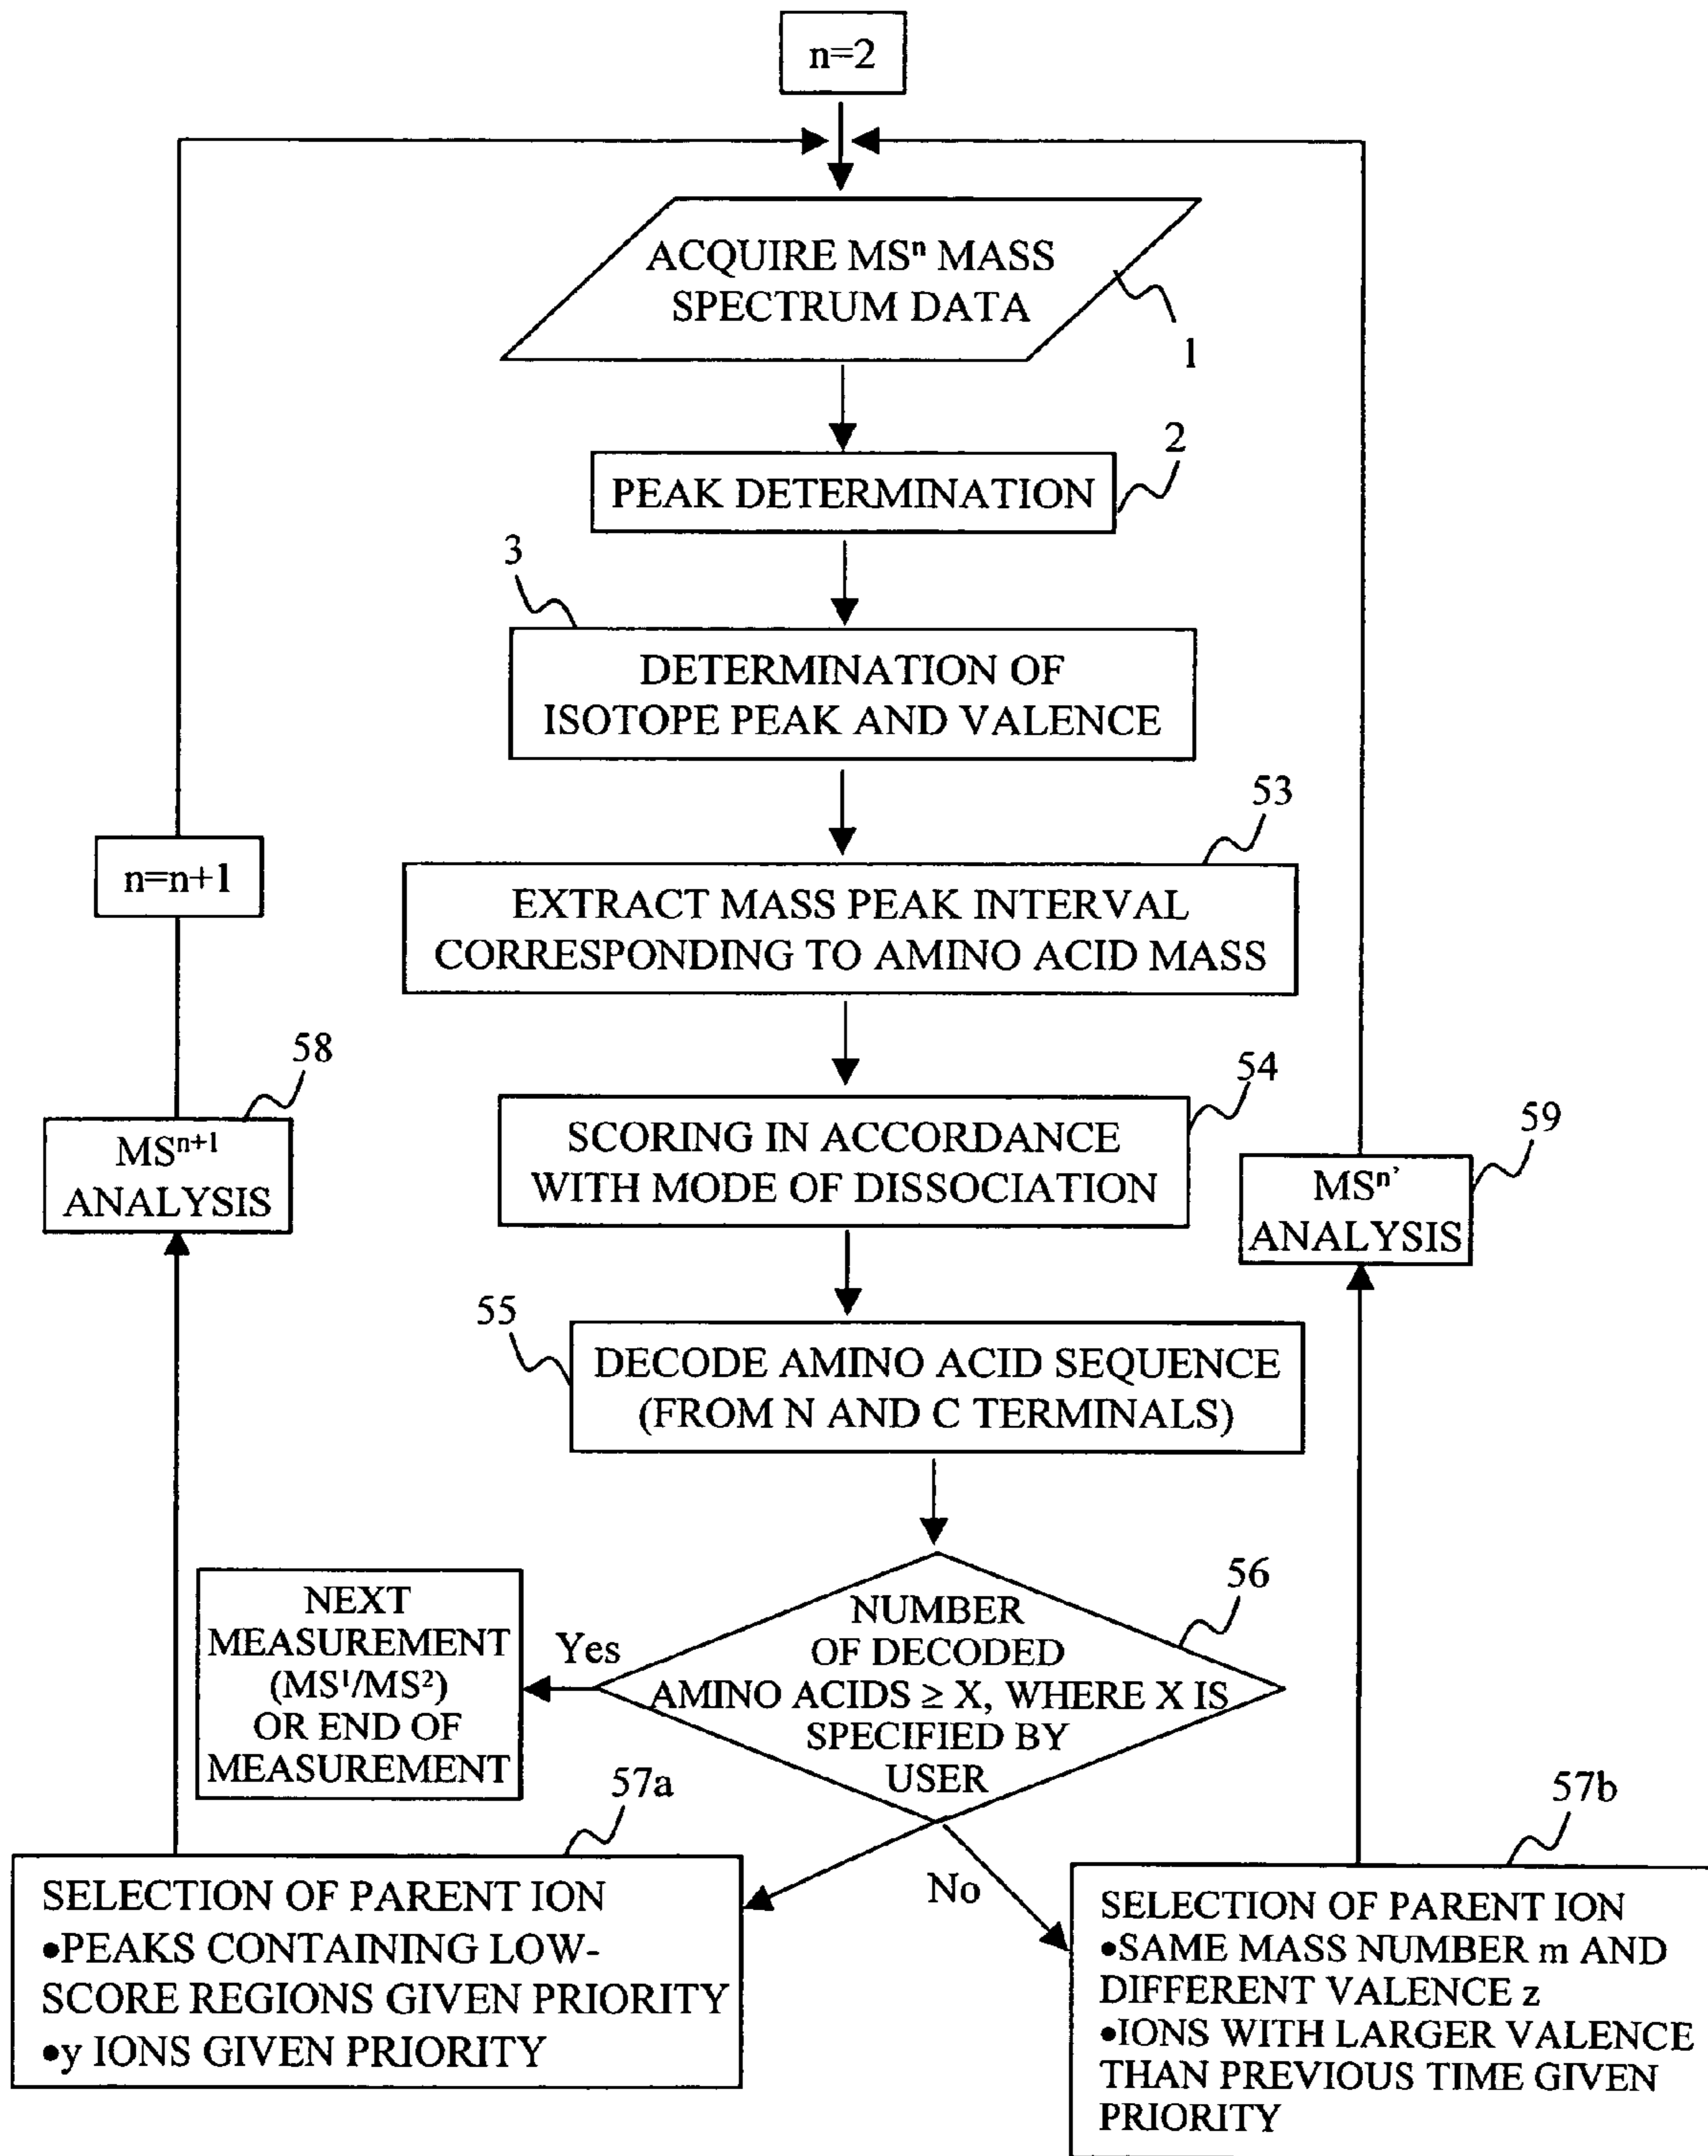 n=2
ACQUIRE MSⁿ MASS
SPECTRUM DATA
1
2
PEAK DETERMINATION
3
DETERMINATION OF
ISOTOPE PEAK AND VALENCE
53
n=n+1
EXTRACT MASS PEAK INTERVAL
CORRESPONDING TO AMINO ACID MASS
58
54
MSⁿ⁺¹
ANALYSIS
SCORING IN ACCORDANCE
WITH MODE OF DISSOCIATION
59
MSⁿ’
ANALYSIS
55
DECODE AMINO ACID SEQUENCE
(FROM N AND C TERMINALS)
56
NUMBER
OF DECODED
AMINO ACIDS ≥ X, WHERE X IS
SPECIFIED BY
USER
Yes
NEXT
MEASUREMENT
(MS¹/MS²)
OR END OF
MEASUREMENT
57a
57b
No
SELECTION OF PARENT ION
•PEAKS CONTAINING LOW-
SCORE REGIONS GIVEN PRIORITY
•y IONS GIVEN PRIORITY
SELECTION OF PARENT ION
•SAME MASS NUMBER m AND
DIFFERENT VALENCE z
•IONS WITH LARGER VALENCE
THAN PREVIOUS TIME GIVEN
PRIORITY